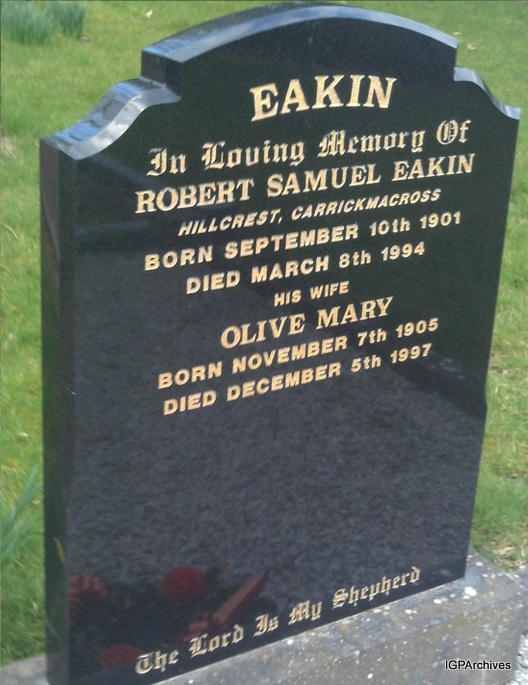 EAKIN
In Loving Memory Of
ROBERT SAMUEL EAKIN
HILLCREST, CARRICKMACROSS
BORN SEPTEMBER 10th 1901
DIED MARCH 8th 1994
HIS WIFE
OLIVE MARY
BORN NOVEMBER 7th 1905
DIED DECEMBER 5th 1997
The Lord Is My Shepherd
IGPArchives